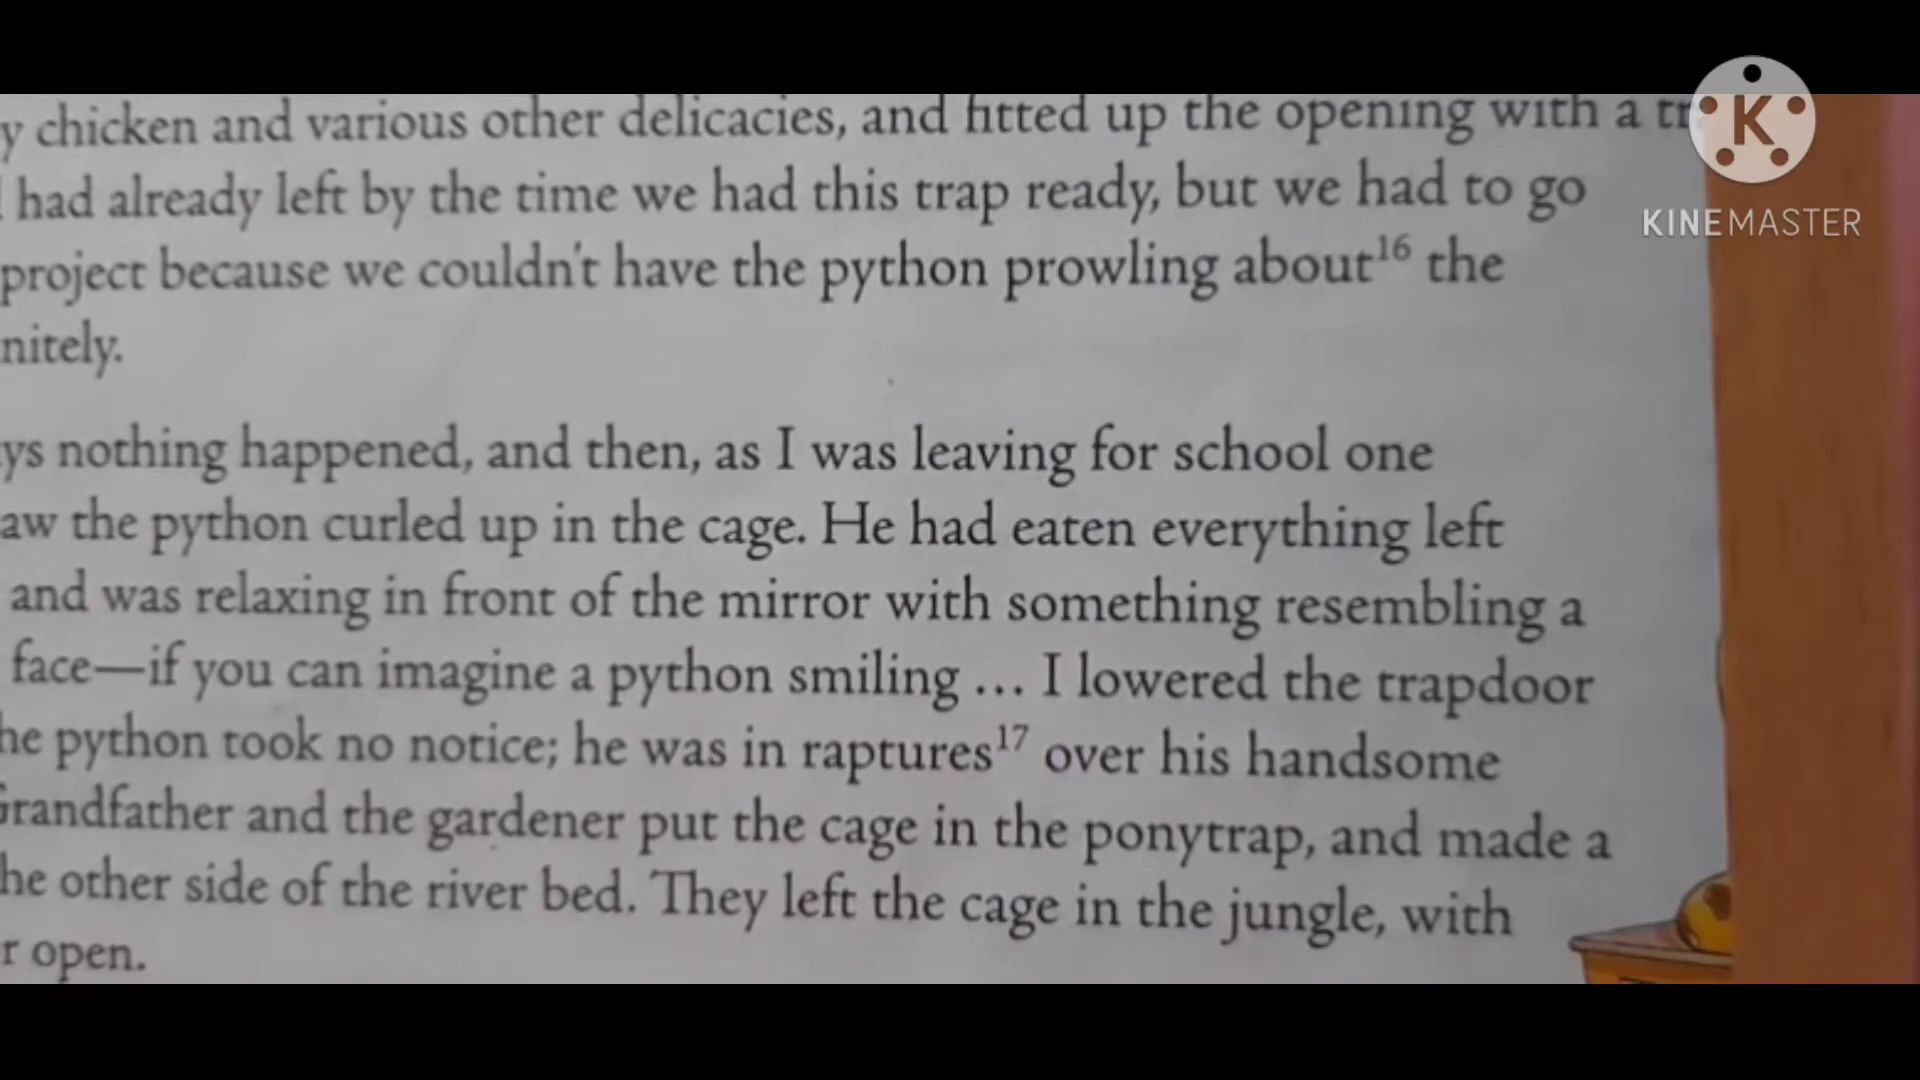 chicken and various other delicacies, and fitted up the opening with a
had already left by the time we had this trap ready, but we had to go
project because we couldn't have the python prowling about16 the
nitely.
ys nothing happened, and then, as I was leaving for school one
aw the python curled up in the cage. He had eaten everything left
and was relaxing in front of the mirror with something resembling a
face—if you can imagine a python smiling ... I lowered the trapdoor
he python took no notice; he was in raptures17 over his handsome
Grandfather and the gardener put the cage in the ponytrap, and made a
he other side of the river bed. They left the cage in the jungle, with
r open.
K
KINEMASTER